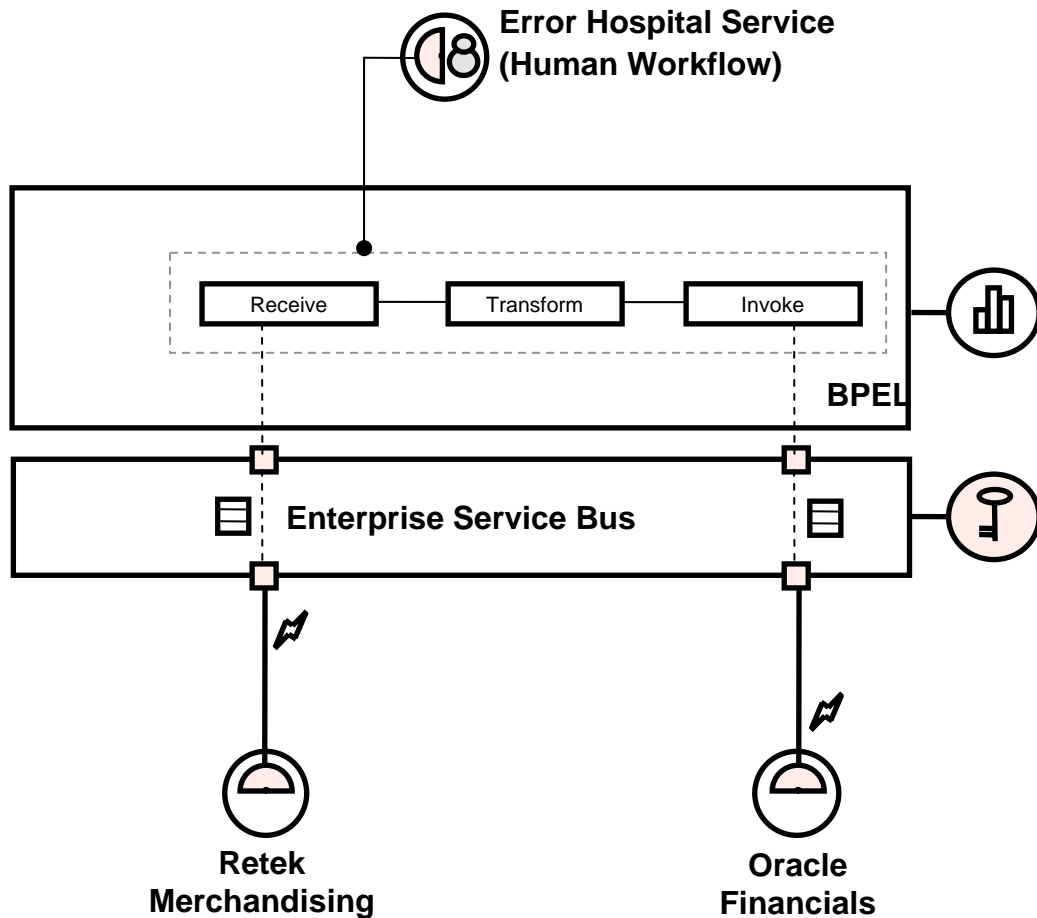 Error Hospital Service
(Human Workflow)
Receive
Transform
Invoke
BPEL
Enterprise Service Bus
Retek
Merchandising
Oracle
Financials